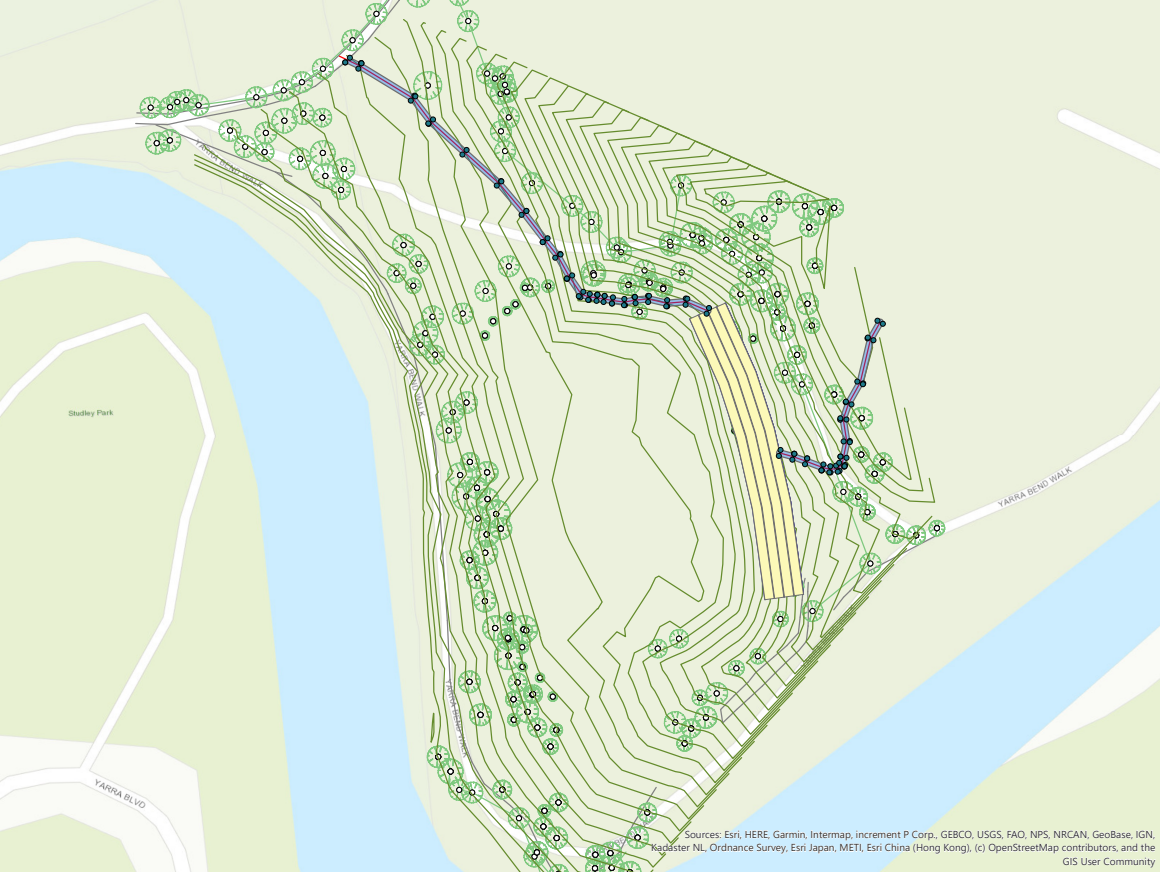 YARRA BEND WALK
YARRA BEND WALK
Studley Park
YARRA BEND WALK
YARRA BEND WALK
YARRA BLVD
Sources: Esri, HERE, Garmin, Intermap, increment P Corp., GEBCO, USGS, FAO, NPS, NRCAN, GeoBase, IGN,
Kadaster NL, Ordnance Survey, Esri Japan, METI, Esri China (Hong Kong), (c) OpenStreetMap contributors, and the
GIS User Community